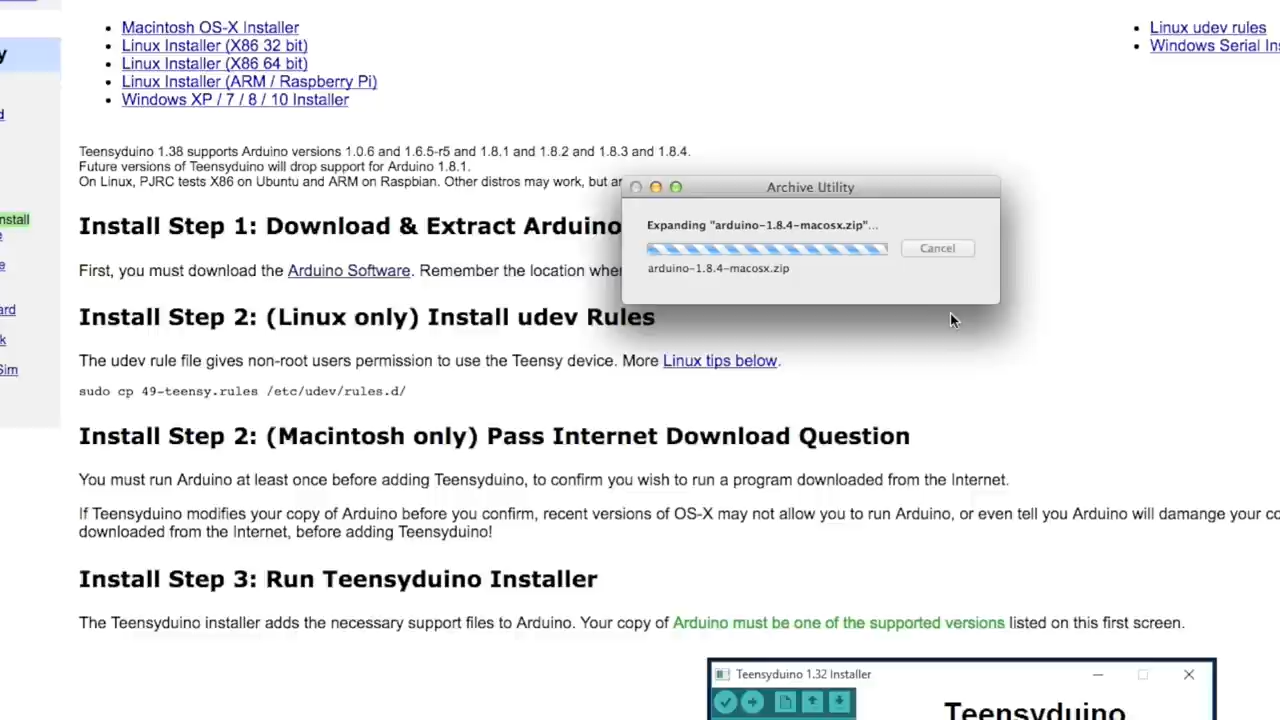 Macintosh OS-X Installer
Linux Installer (X86 32 bit)
Linux Installer (X86 64 bit)
Linux Installer (ARM / Raspberry Pi)
Windows XP / 7 / 8 / 10 Installer
Linux udev rules
Windows Serial Ins
y
d
nstall
e
e
ard
k
Sim
Teensyduino 1.38 supports Arduino versions 1.0.6 and 1.6.5-r5 and 1.8.1 and 1.8.2 and 1.8.3 and 1.8.4.
Future versions of Teensyduino will drop support for Arduino 1.8.1.
On Linux, PJRC tests X86 on Ubuntu and ARM on Raspbian. Other distros may work, but ar
Archive Utility
Expanding "arduino-1.8.4-macosx.zip"...
Cancel
arduino-1.8.4-macosx.zip
Install Step 1: Download & Extract Arduino
First, you must download the Arduino Software. Remember the location wher
Install Step 2: (Linux only) Install udev Rules
The udev rule file gives non-root users permission to use the Teensy device. More Linux tips below.
sudo cp 49-teensy.rules /etc/udev/rules.d/
Install Step 2: (Macintosh only) Pass Internet Download Question
You must run Arduino at least once before adding Teensyduino, to confirm you wish to run a program downloaded from the Internet.
If Teensyduino modifies your copy of Arduino before you confirm, recent versions of OS-X may not allow you to run Arduino, or even tell you Arduino will damange your co
downloaded from the Internet, before adding Teensyduino!
Install Step 3: Run Teensyduino Installer
The Teensyduino installer adds the necessary support files to Arduino. Your copy of Arduino must be one of the supported versions listed on this first screen.
Teensyduino 1.32 Installer
Teensyduino